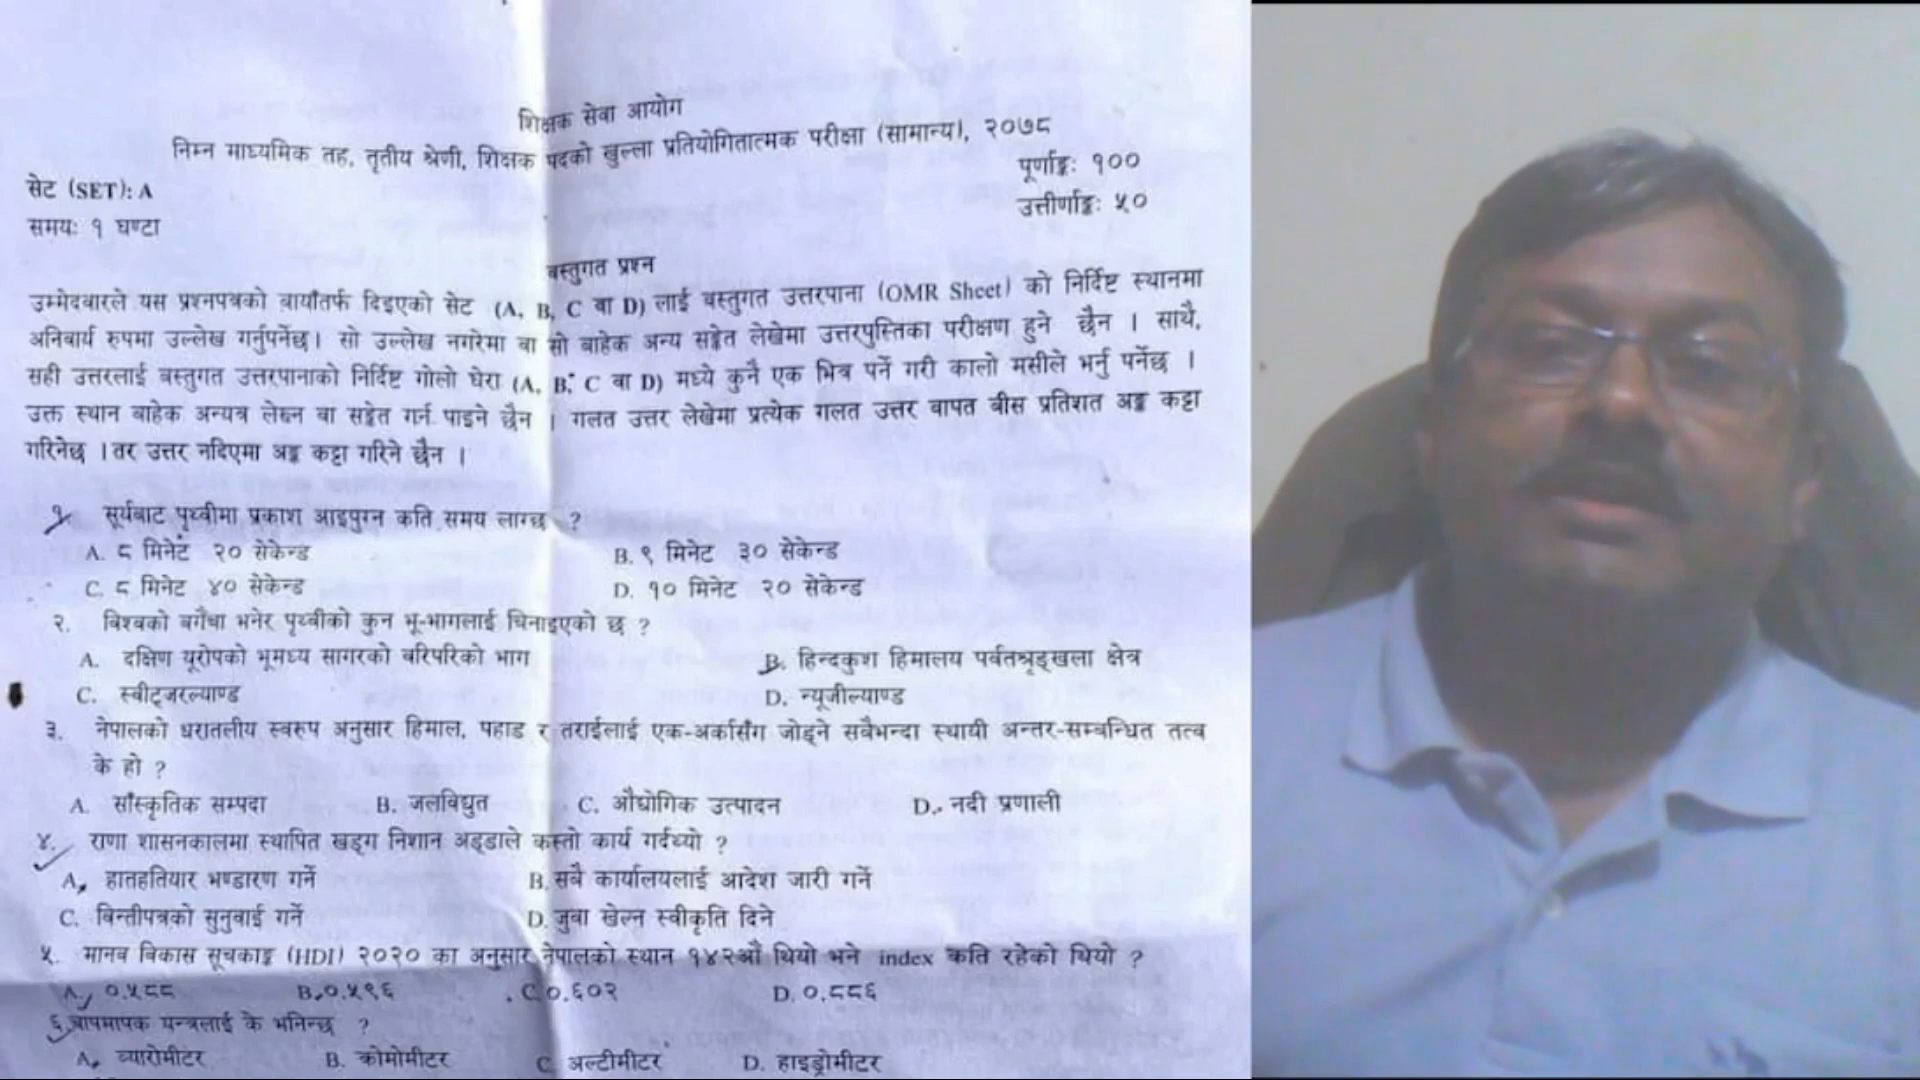 शिक्षक सेवा आयोग
निम्न माध्यमिक तह, तृतीय श्रेणी, शिक्षक पदको खुल्ला प्रतियोगितात्मक परीक्षा (सामान्य), २०७८
सेट (SET): A
पूर्णाङ्कः १००
समयः १ घण्टा
उत्तीर्णाङ्कः ५०
वस्तुगत प्रश्न
उम्मेदवारले यस प्रश्नपत्रको बायाँतर्फ दिइएको सेट (A, B, C वा D) लाई वस्तुगत उत्तरपाना (OMR Sheet) को निर्दिष्ट स्थानमा
अनिवार्य रुपमा उल्लेख गर्नुपर्नेछ। सो उल्लेख नगरेमा वा सो बाहेक अन्य सङ्केत लेखेमा उत्तरपुस्तिका परीक्षण हुने छैन । साथै,
सही उत्तरलाई वस्तुगत उत्तरपानाको निर्दिष्ट गोलो घेरा (A, B, C वा D) मध्ये कुनै एक भित्र पर्ने गरी कालो मसीले भर्नु पर्नेछ ।
उक्त स्थान बाहेक अन्यत्र लेख्न वा सङ्केत गर्न पाइने छैन । गलत उत्तर लेखेमा प्रत्येक गलत उत्तर वापत बीस प्रतिशत अङ्क कट्टा
गरिनेछ । तर उत्तर नदिएमा अङ्क कट्टा गरिने छैन ।
१. सूर्यबाट पृथ्वीमा प्रकाश आइपुग्न कति समय लाग्छ ?
A. ८ मिनेट २० सेकेन्ड B. ९ मिनेट ३० सेकेन्ड
C. ८ मिनेट ४० सेकेन्ड D. १० मिनेट २० सेकेन्ड
२. विश्वको बगैंचा भनेर पृथ्वीको कुन भू-भागलाई चिनाइएको छ ?
A. दक्षिण यूरोपको भूमध्य सागरको वरिपरिको भाग B. हिन्दकुश हिमालय पर्वतश्रृङ्खला क्षेत्र
C. स्वीट्जरल्याण्ड D. न्यूजील्याण्ड
३. नेपालको धरातलीय स्वरुप अनुसार हिमाल, पहाड र तराईलाई एक-अर्कासँग जोड्ने सबैभन्दा स्थायी अन्तर-सम्बन्धित तत्व
के हो ?
A. साँस्कृतिक सम्पदा B. जलविद्युत C. औद्योगिक उत्पादन D. नदी प्रणाली
४. राणा शासनकालमा स्थापित खड्ग निशान अड्डाले कस्तो कार्य गर्दथ्यो ?
A. हातहतियार भण्डारण गर्ने B. सबै कार्यालयलाई आदेश जारी गर्ने
C. बिन्तीपत्रको सुनुवाई गर्ने D. जुवा खेल्न स्वीकृति दिने
५. मानव विकास सूचकाङ्क (HDI) २०२० का अनुसार नेपालको स्थान १४२औं थियो भने index कति रहेको थियो ?
A. ०.५८८ B. ०.५९६ C. ०.६०२ D. ०.८८६
६. चापमापक यन्त्रलाई के भनिन्छ ?
A. ब्यारोमीटर B. क्रोमोमीटर C. अल्टीमीटर D. हाइड्रोमीटर